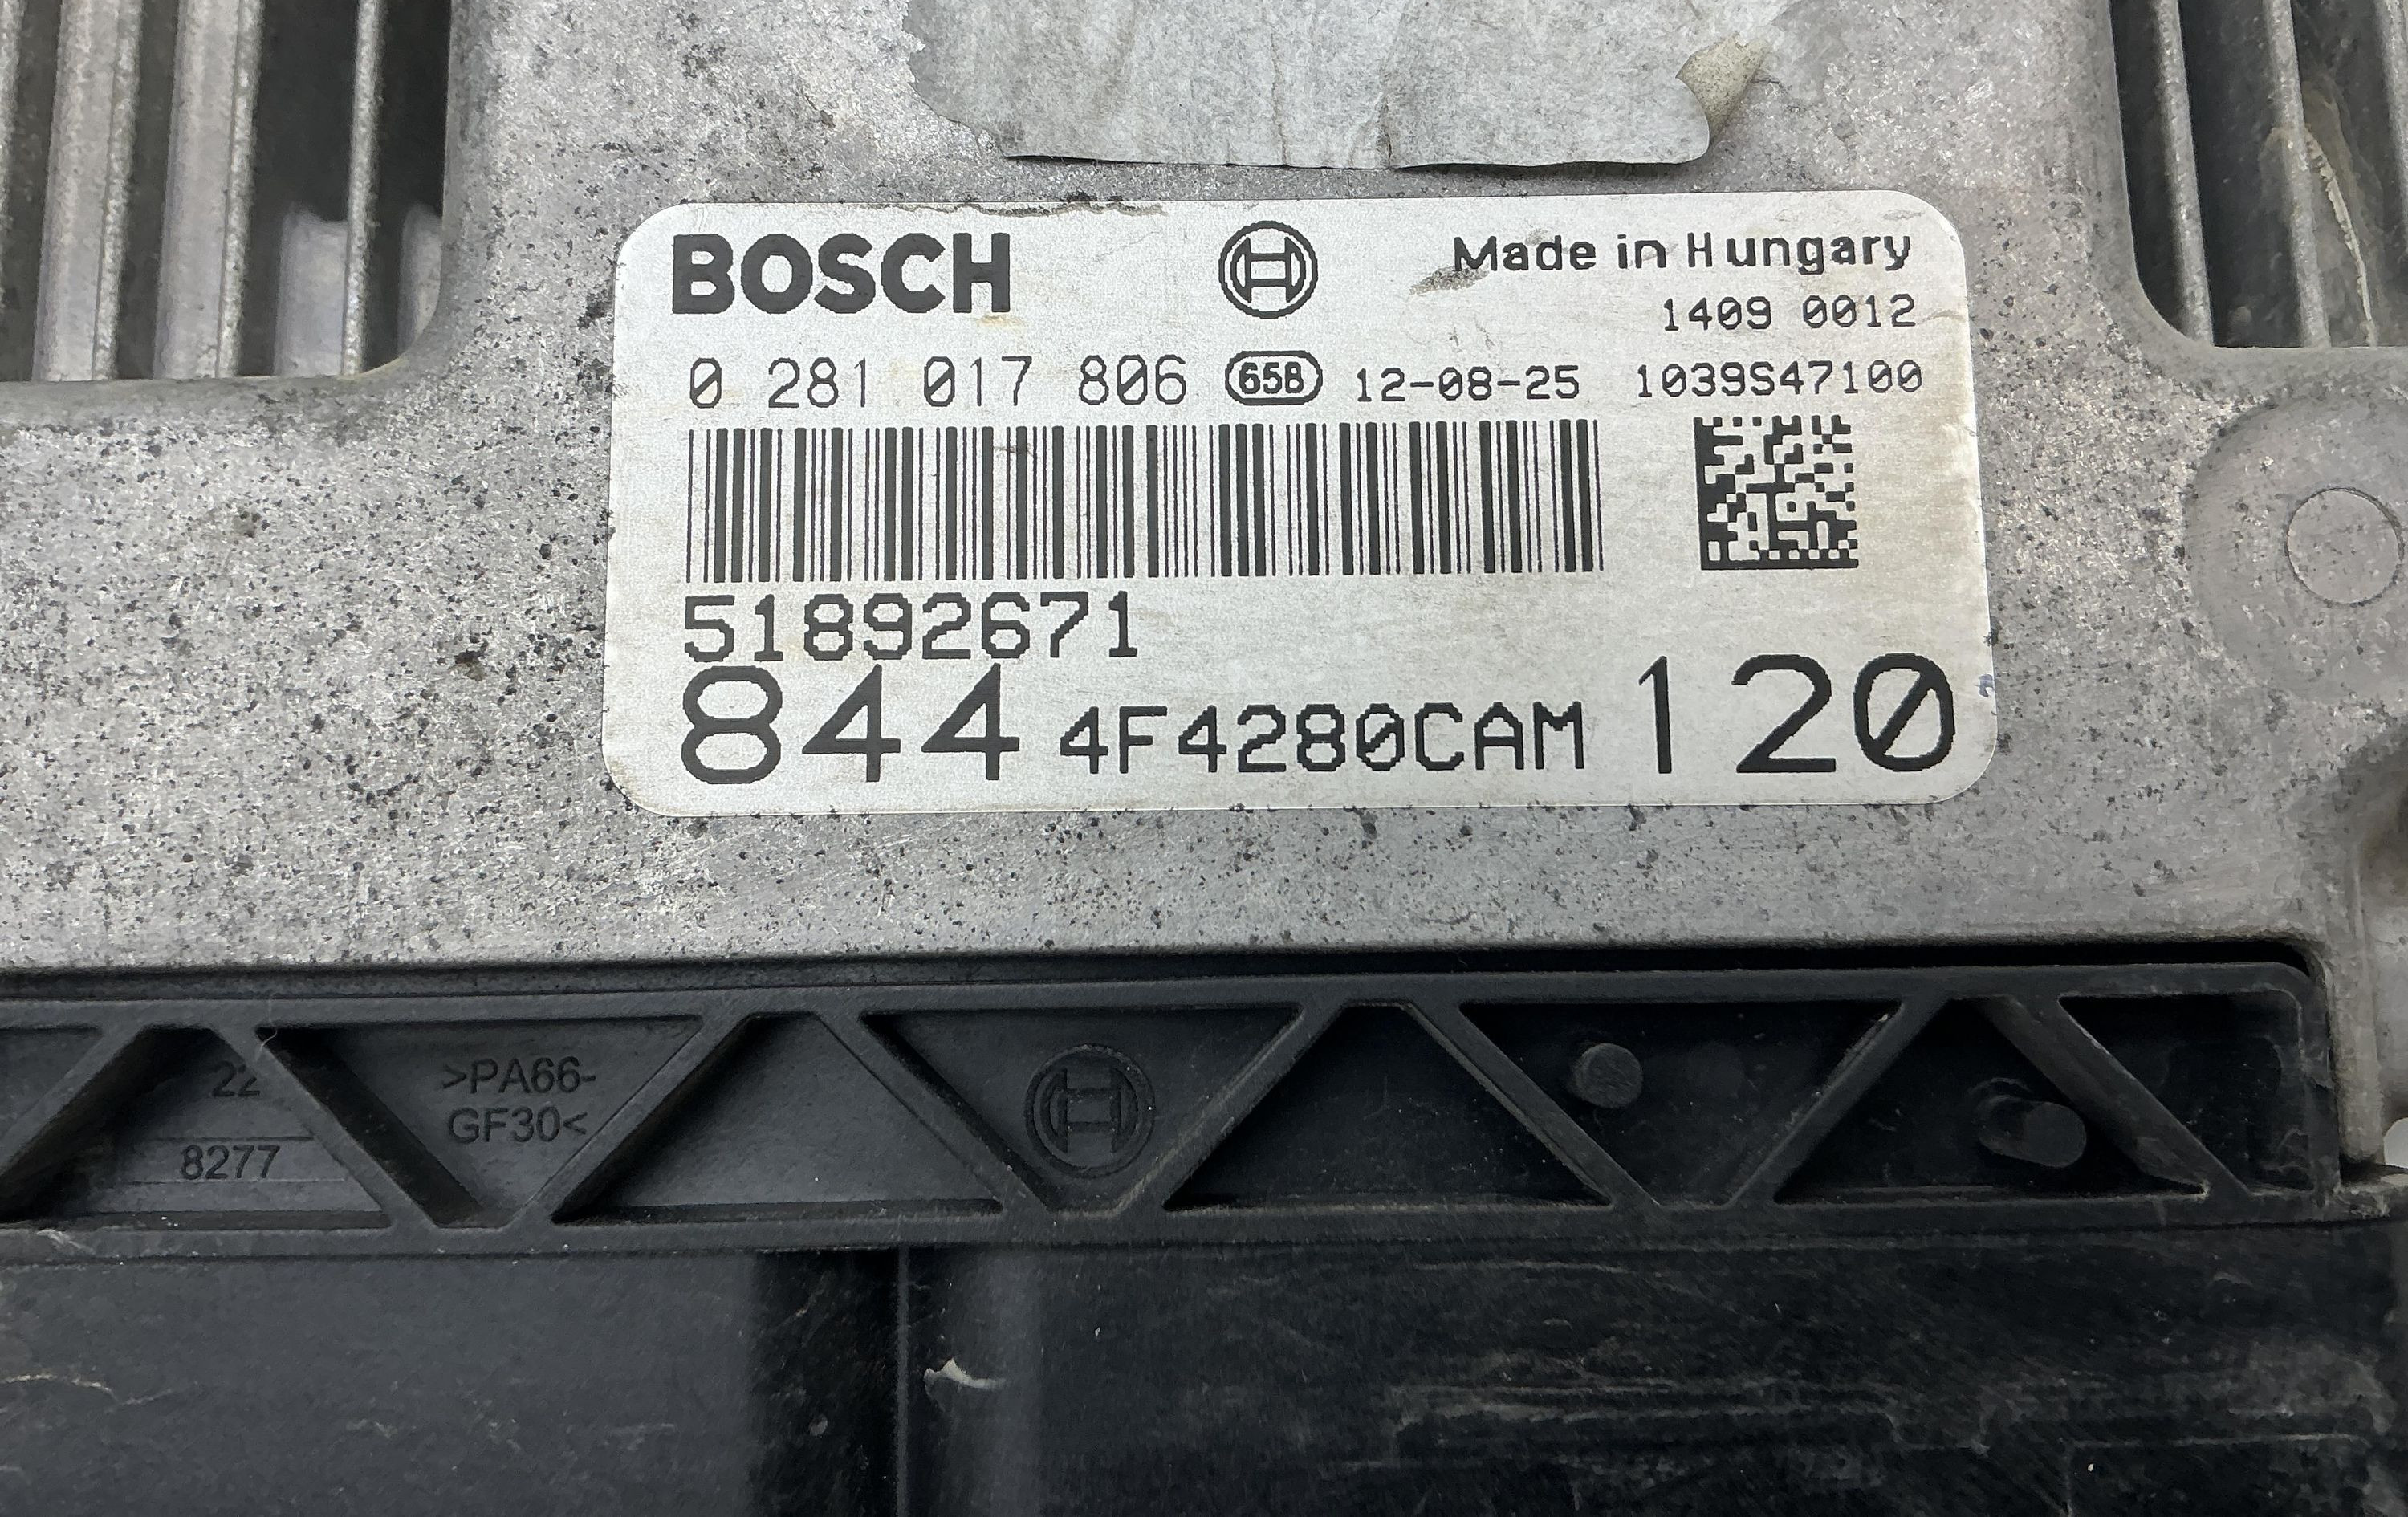 BOSCH Made in Hungary
1409 0012
0 281 017 806 65B 12-08-25 1039S47100
51892671
844 4F4280CAM 120
22 >PA66-
GF30<
8277